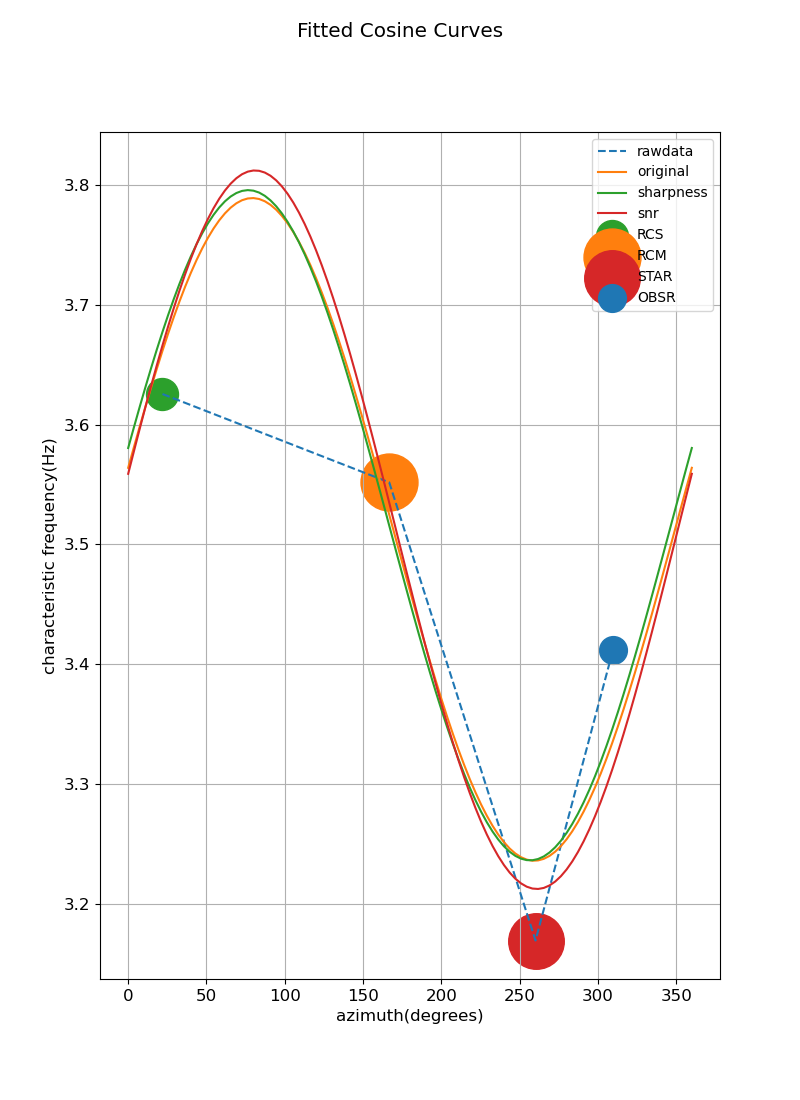 Fitted Cosine Curves
rawdata
original
sharpness
snr
RCS
RCM
STAR
OBSR
characteristic frequency(Hz)
3.8
3.7
3.6
3.5
3.4
3.3
3.2
0 50 100 150 200 250 300 350
azimuth(degrees)